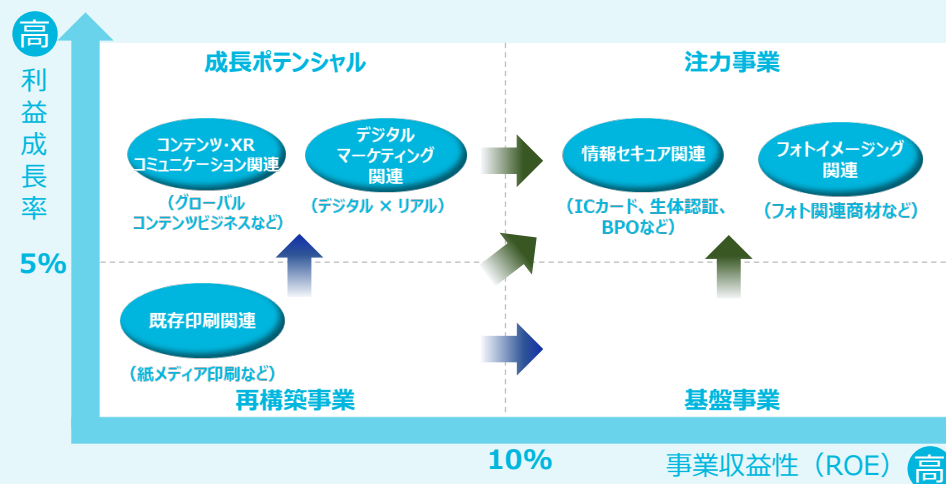 高
利益成長率
成長ポテンシャル
注力事業
コンテンツ・XR
コミュニケーション関連
(グローバル
コンテンツビジネスなど)
デジタル
マーケティング
関連
(デジタル × リアル)
情報セキュア関連
(ICカード、生体認証、
BPOなど)
フォトイメージング
関連
(フォト関連商材など)
5%
既存印刷関連
(紙メディア印刷など)
再構築事業
基盤事業
10%
事業収益性（ROE）
高